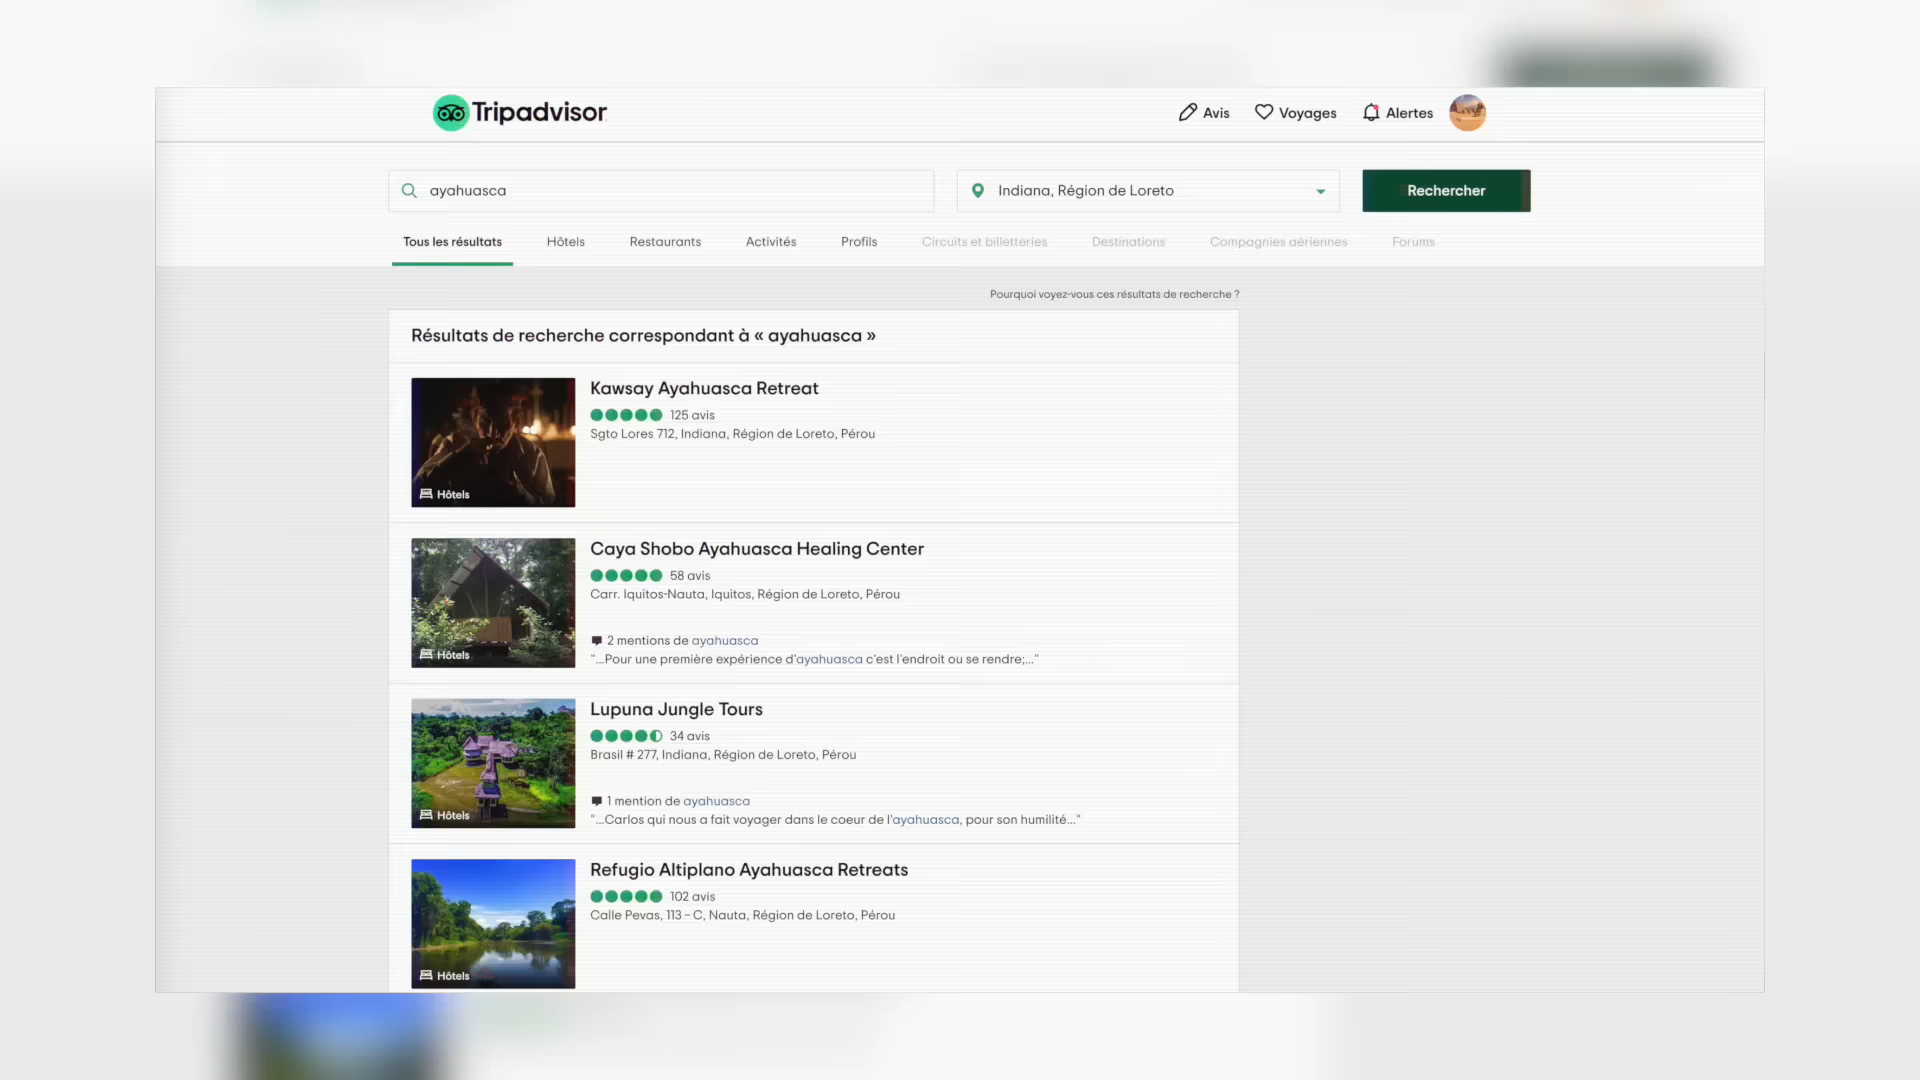 Tripadvisor
Avis
Voyages
Alertes
ayahuasca
Indiana, Région de Loreto
Rechercher
Tous les résultats
Hôtels
Restaurants
Activités
Profils
Circuits et billetteries
Destinations
Compagnies aériennes
Forums
Pourquoi voyez-vous ces résultats de recherche ?
Résultats de recherche correspondant à « ayahuasca »
Kawsay Ayahuasca Retreat
125 avis
Sgto Lores 712, Indiana, Région de Loreto, Pérou
Hôtels
Caya Shobo Ayahuasca Healing Center
58 avis
Carr. Iquitos-Nauta, Iquitos, Région de Loreto, Pérou
2 mentions de ayahuasca
"...Pour une première expérience d'ayahuasca c'est l'endroit ou se rendre;..."
Hôtels
Lupuna Jungle Tours
34 avis
Brasil # 277, Indiana, Région de Loreto, Pérou
1 mention de ayahuasca
"...Carlos qui nous a fait voyager dans le coeur de l'ayahuasca, pour son humilité..."
Hôtels
Refugio Altiplano Ayahuasca Retreats
102 avis
Calle Pevas, 113 - C, Nauta, Région de Loreto, Pérou
Hôtels